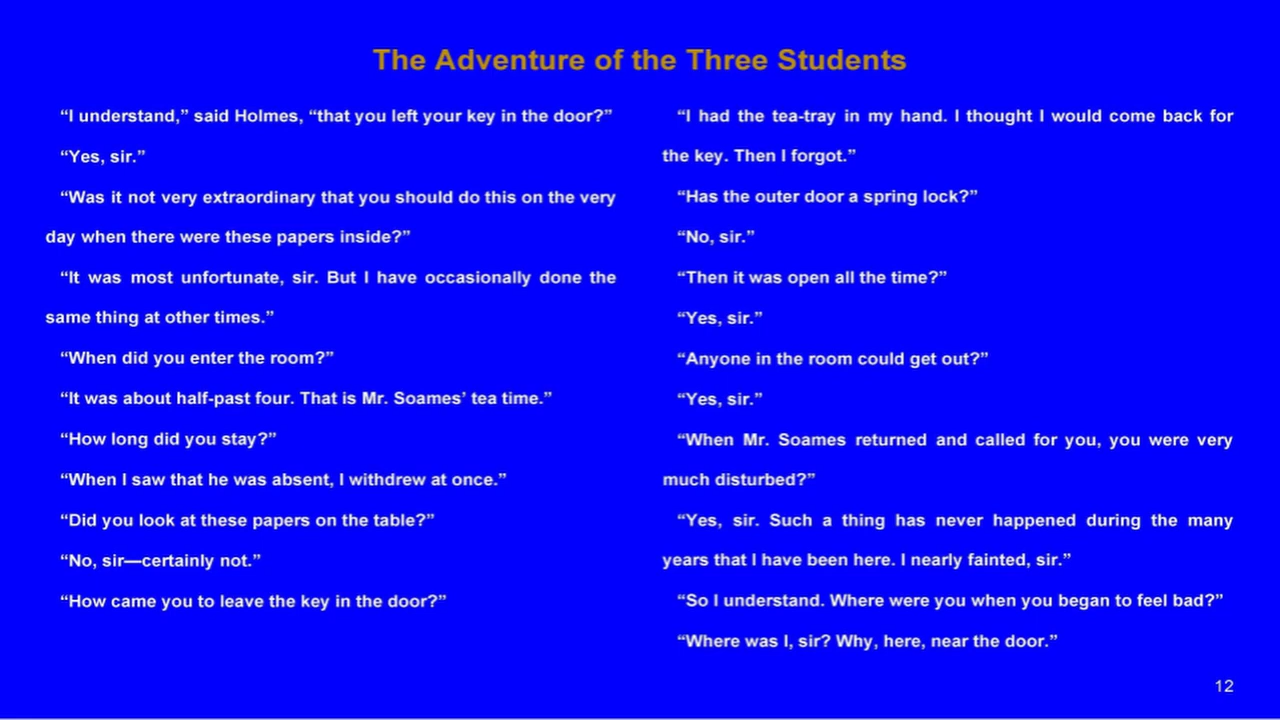 The Adventure of the Three Students
“I understand,” said Holmes, “that you left your key in the door?”
“Yes, sir.”
“Was it not very extraordinary that you should do this on the very
day when there were these papers inside?”
“It was most unfortunate, sir. But I have occasionally done the
same thing at other times.”
“When did you enter the room?”
“It was about half-past four. That is Mr. Soames’ tea time.”
“How long did you stay?”
“When I saw that he was absent, I withdrew at once.”
“Did you look at these papers on the table?”
“No, sir—certainly not.”
“How came you to leave the key in the door?”
“I had the tea-tray in my hand. I thought I would come back for
the key. Then I forgot.”
“Has the outer door a spring lock?”
“No, sir.”
“Then it was open all the time?”
“Yes, sir.”
“Anyone in the room could get out?”
“Yes, sir.”
“When Mr. Soames returned and called for you, you were very
much disturbed?”
“Yes, sir. Such a thing has never happened during the many
years that I have been here. I nearly fainted, sir.”
“So I understand. Where were you when you began to feel bad?”
“Where was I, sir? Why, here, near the door.”
12